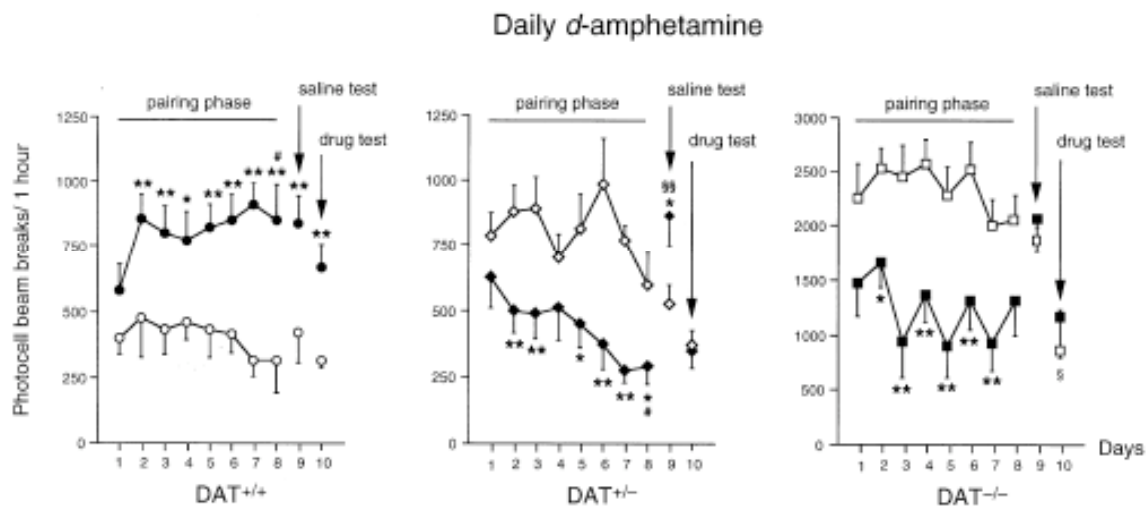 Daily d-amphetamine
saline test
saline test
saline test
pairing phase
pairing phase
pairing phase
drug test
drug test
drug test
Photocell beam breaks/ 1 hour
1250
1000
750
500
250
0
** ** * ** ** ** ** # ** **
1 2 3 4 5 6 7 8 9 10
DAT+/+
1250
1000
750
500
250
0
§§
*
** ** * ** ** * #
1 2 3 4 5 6 7 8 9 10
DAT+/−
3000
2500
2000
1500
1000
500
0
* ** ** ** ** **
§
1 2 3 4 5 6 7 8 9 10
DAT−/−
Days